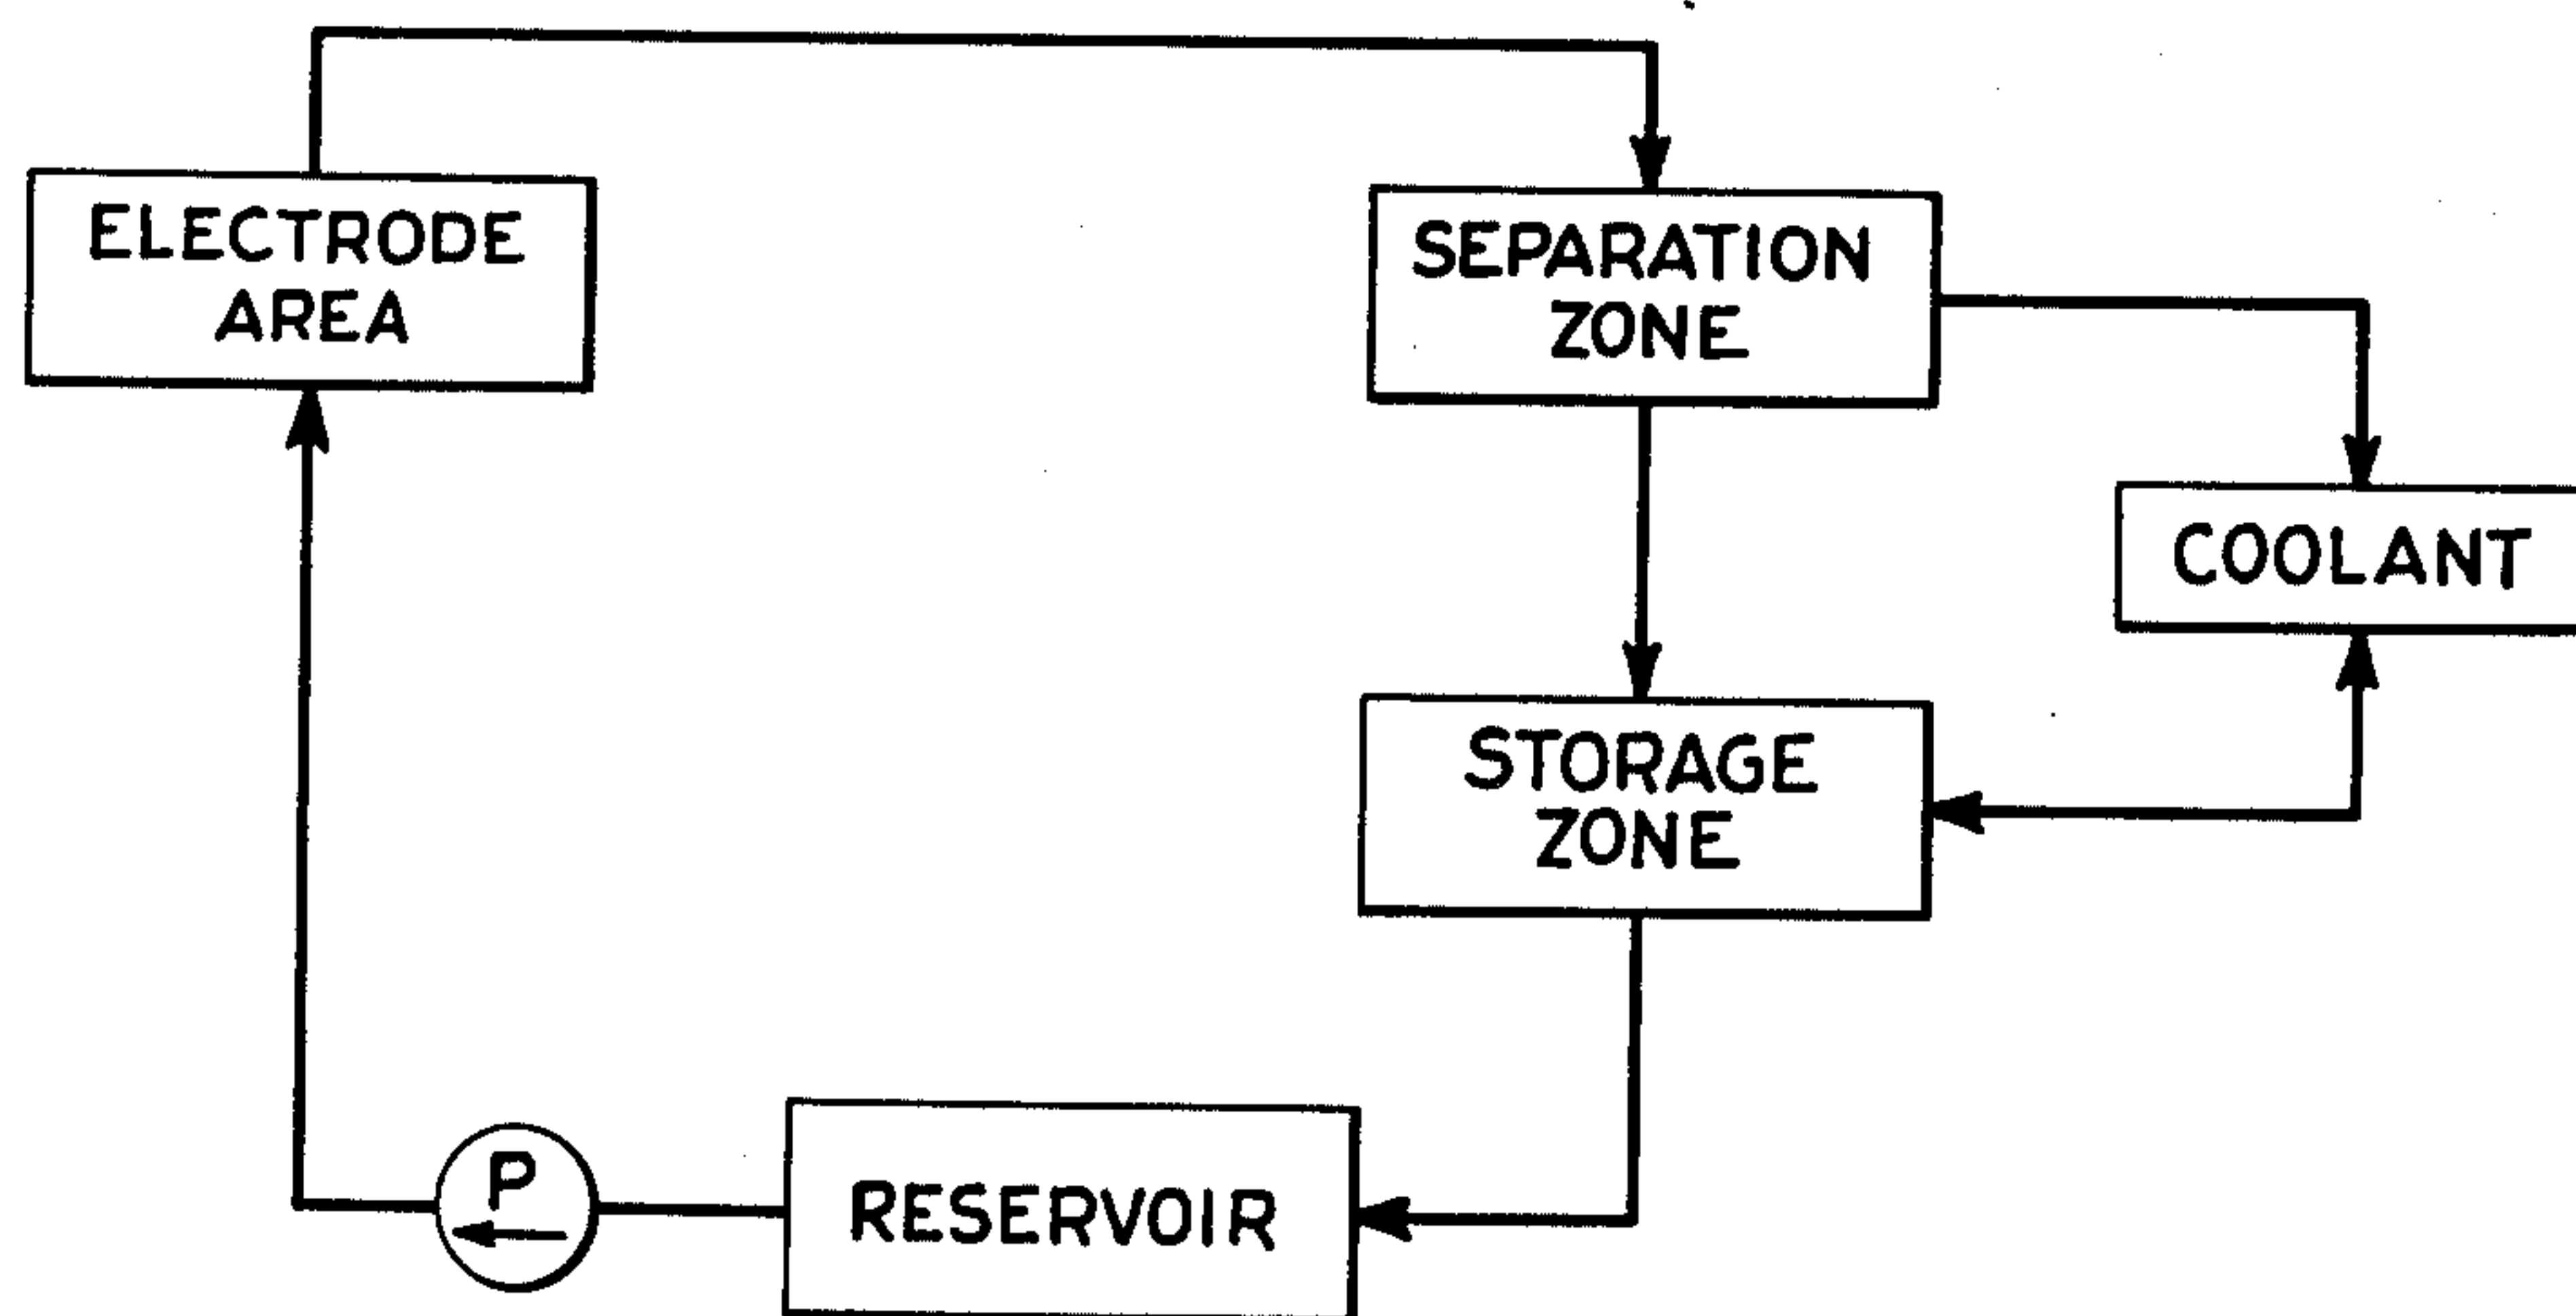 ELECTRODE
AREA
SEPARATION
ZONE
COOLANT
STORAGE
ZONE
P
RESERVOIR